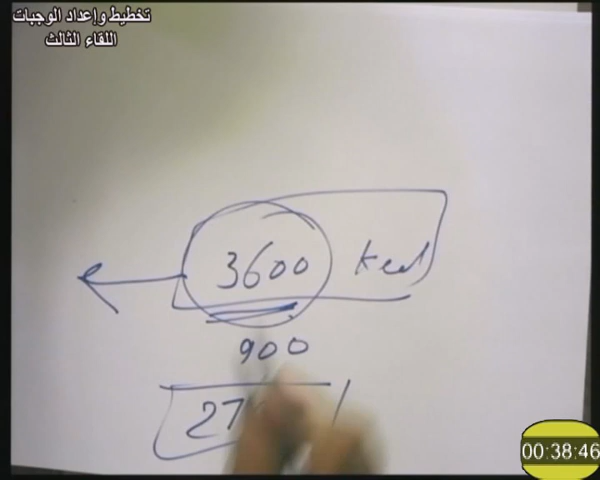 تخطيط وإعداد الوجبات
اللقاء الثالث
3600 kcal
900
00:38:46